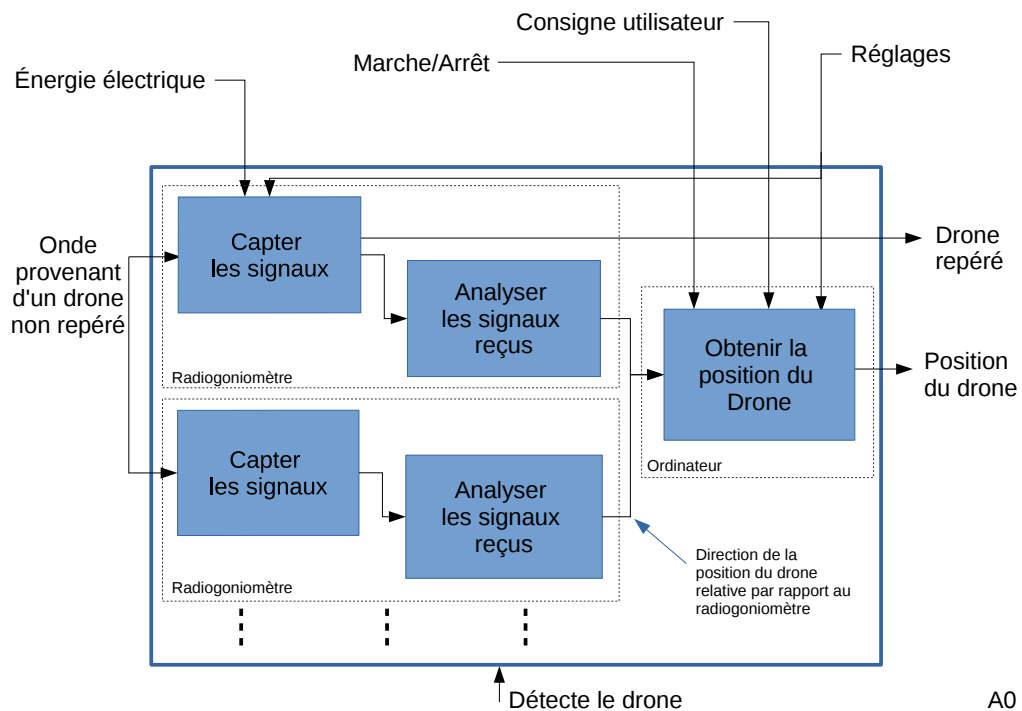 Consigne utilisateur
Marche/Arrêt
Réglages
Énergie électrique
Onde
provenant
d'un drone
non repéré
Capter
les signaux
Analyser
les signaux
reçus
Radiogoniomètre
Capter
les signaux
Analyser
les signaux
reçus
Radiogoniomètre
Obtenir la
position du
Drone
Ordinateur
Drone
repéré
Position
du drone
Direction de la
position du drone
relative par rapport au
radiogoniomètre
Détecte le drone
A0